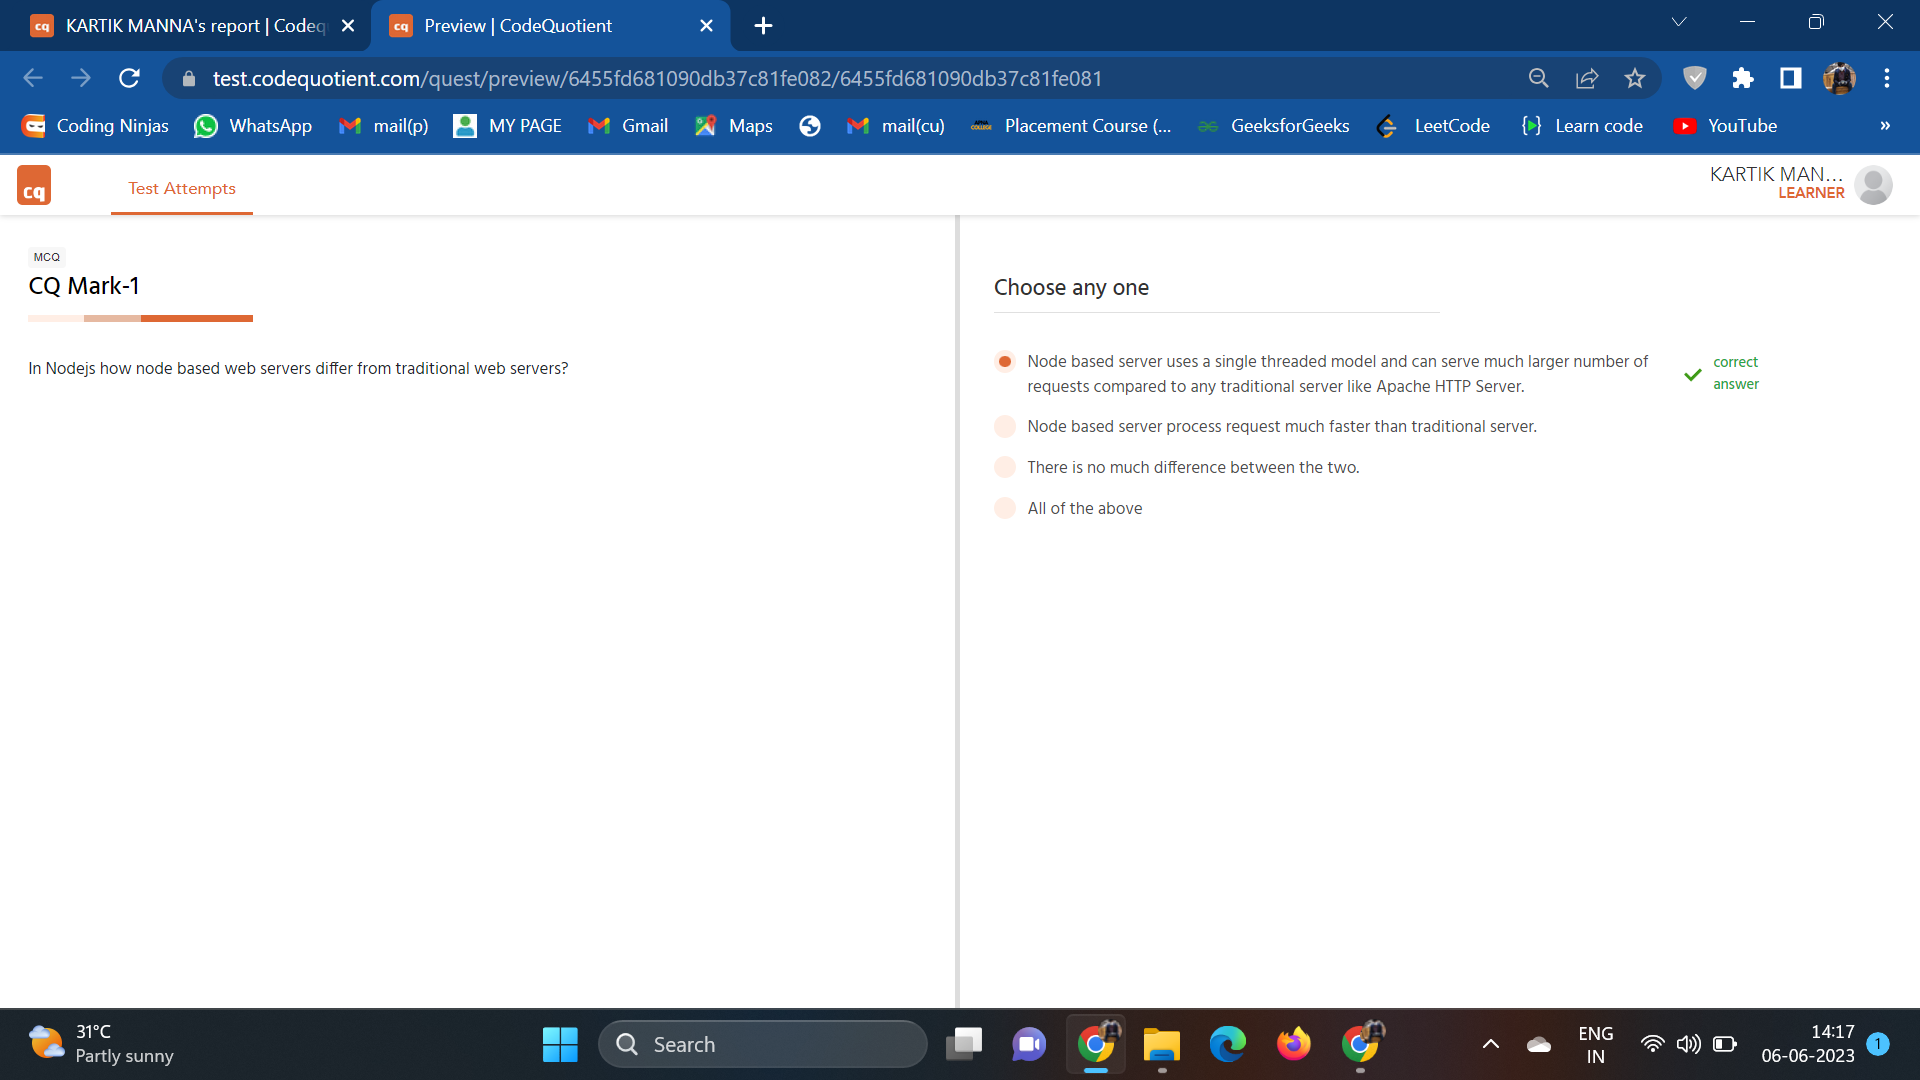 KARTIK MANNA's report | Codeq
Preview | CodeQuotient
test.codequotient.com/quest/preview/6455fd681090db37c81fe082/6455fd681090db37c81fe081
Coding Ninjas
WhatsApp
mail(p)
MY PAGE
Gmail
Maps
mail(cu)
Placement Course (...
GeeksforGeeks
LeetCode
Learn code
YouTube
»
cq
Test Attempts
KARTIK MAN...
LEARNER
MCQ
CQ Mark-1
In Nodejs how node based web servers differ from traditional web servers?
Choose any one
Node based server uses a single threaded model and can serve much larger number of
requests compared to any traditional server like Apache HTTP Server.
correct
answer
Node based server process request much faster than traditional server.
There is no much difference between the two.
All of the above
31°C
Partly sunny
Search
ENG
IN
14:17
06-06-2023
1